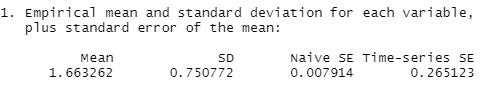 1. Empirical mean and standard deviation for each variable,
plus standard error of the mean:
Mean SD Naive SE Time-series SE
1.663262 0.750772 0.007914 0.265123